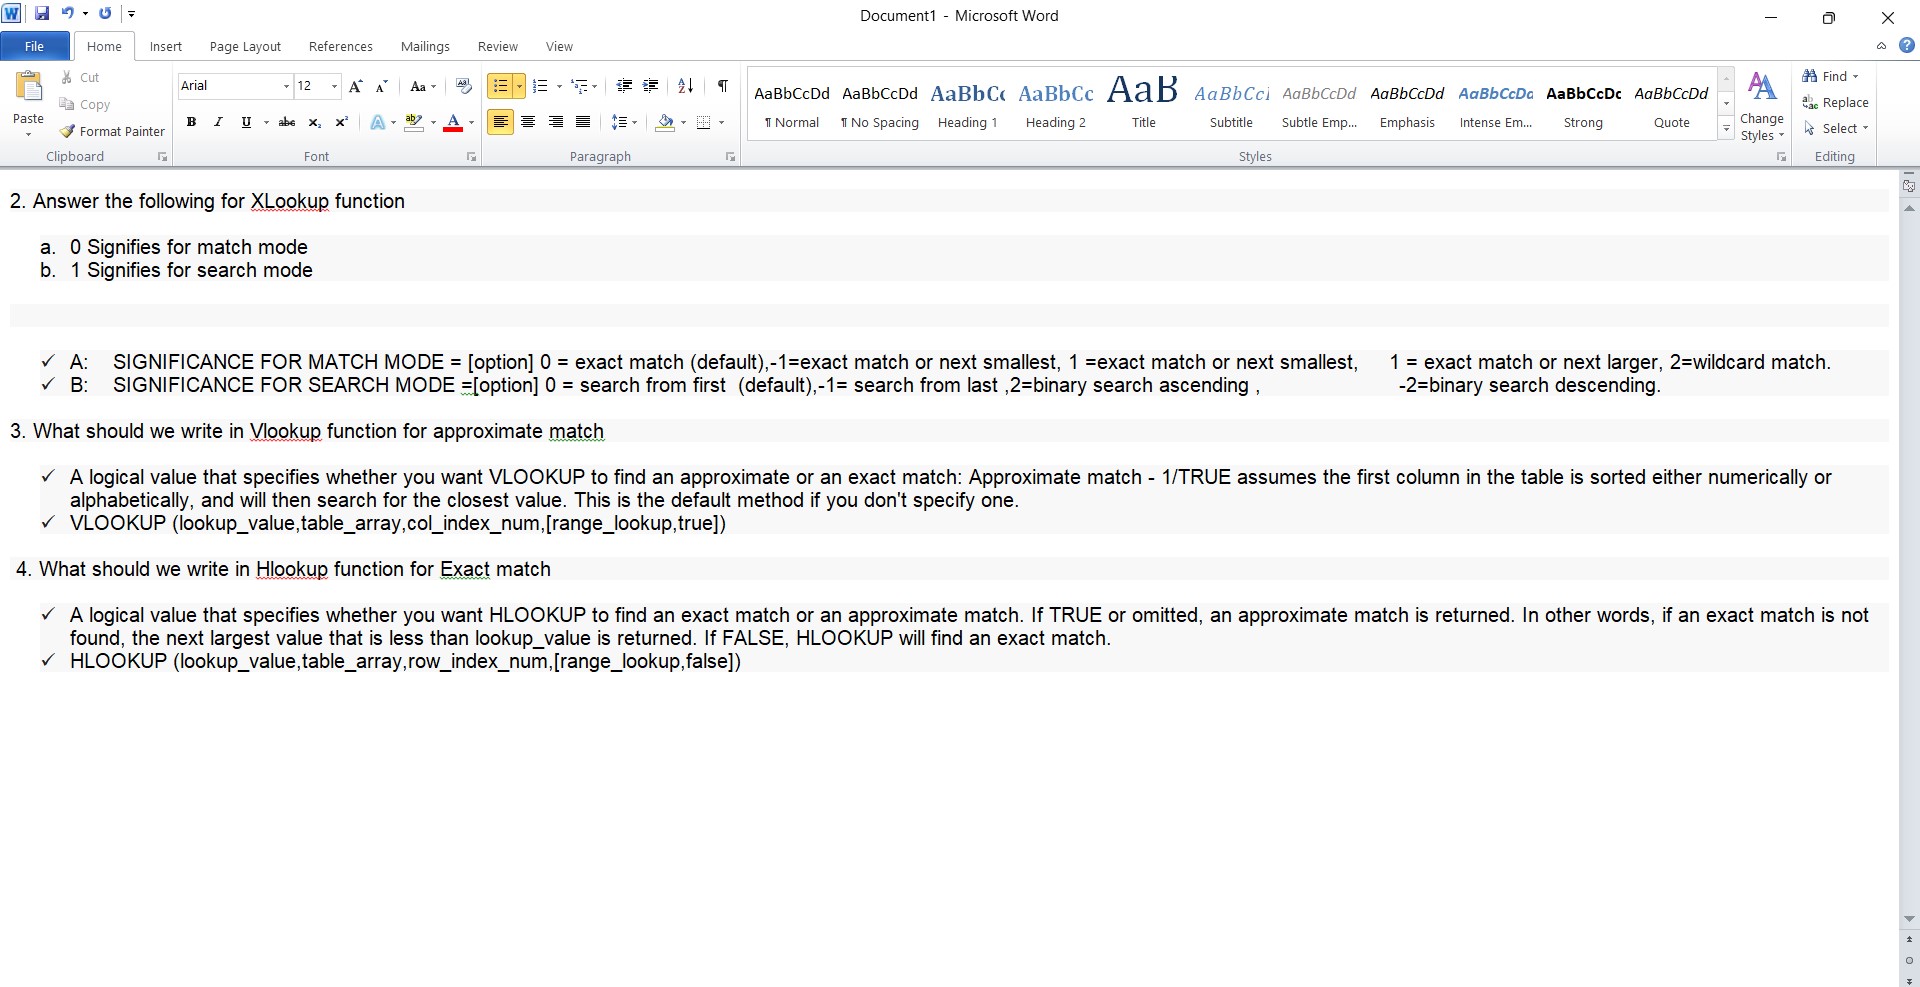 Document1 - Microsoft Word
File Home Insert Page Layout References Mailings Review View
Paste
Cut
Copy
Format Painter
Clipboard
Arial 12
Font
Paragraph
AaBbCcDd AaBbCcDd AaBbCc AaBbCc AaB AaBbCcl AaBbCcDd AaBbCcDd AaBbCcDd AaBbCcDc AaBbCcDd
¶ Normal ¶ No Spacing Heading 1 Heading 2 Title Subtitle Subtle Emp... Emphasis Intense Em... Strong Quote
Styles
Change Styles
Find
Replace
Select
Editing
2. Answer the following for XLookup function
a. 0 Signifies for match mode
b. 1 Signifies for search mode
✓ A: SIGNIFICANCE FOR MATCH MODE = [option] 0 = exact match (default),-1=exact match or next smallest, 1 =exact match or next smallest, 1 = exact match or next larger, 2=wildcard match.
✓ B: SIGNIFICANCE FOR SEARCH MODE =[option] 0 = search from first (default),-1= search from last ,2=binary search ascending , -2=binary search descending.
3. What should we write in Vlookup function for approximate match
✓ A logical value that specifies whether you want VLOOKUP to find an approximate or an exact match: Approximate match - 1/TRUE assumes the first column in the table is sorted either numerically or
alphabetically, and will then search for the closest value. This is the default method if you don't specify one.
✓ VLOOKUP (lookup_value,table_array,col_index_num,[range_lookup,true])
4. What should we write in Hlookup function for Exact match
✓ A logical value that specifies whether you want HLOOKUP to find an exact match or an approximate match. If TRUE or omitted, an approximate match is returned. In other words, if an exact match is not
found, the next largest value that is less than lookup_value is returned. If FALSE, HLOOKUP will find an exact match.
✓ HLOOKUP (lookup_value,table_array,row_index_num,[range_lookup,false])